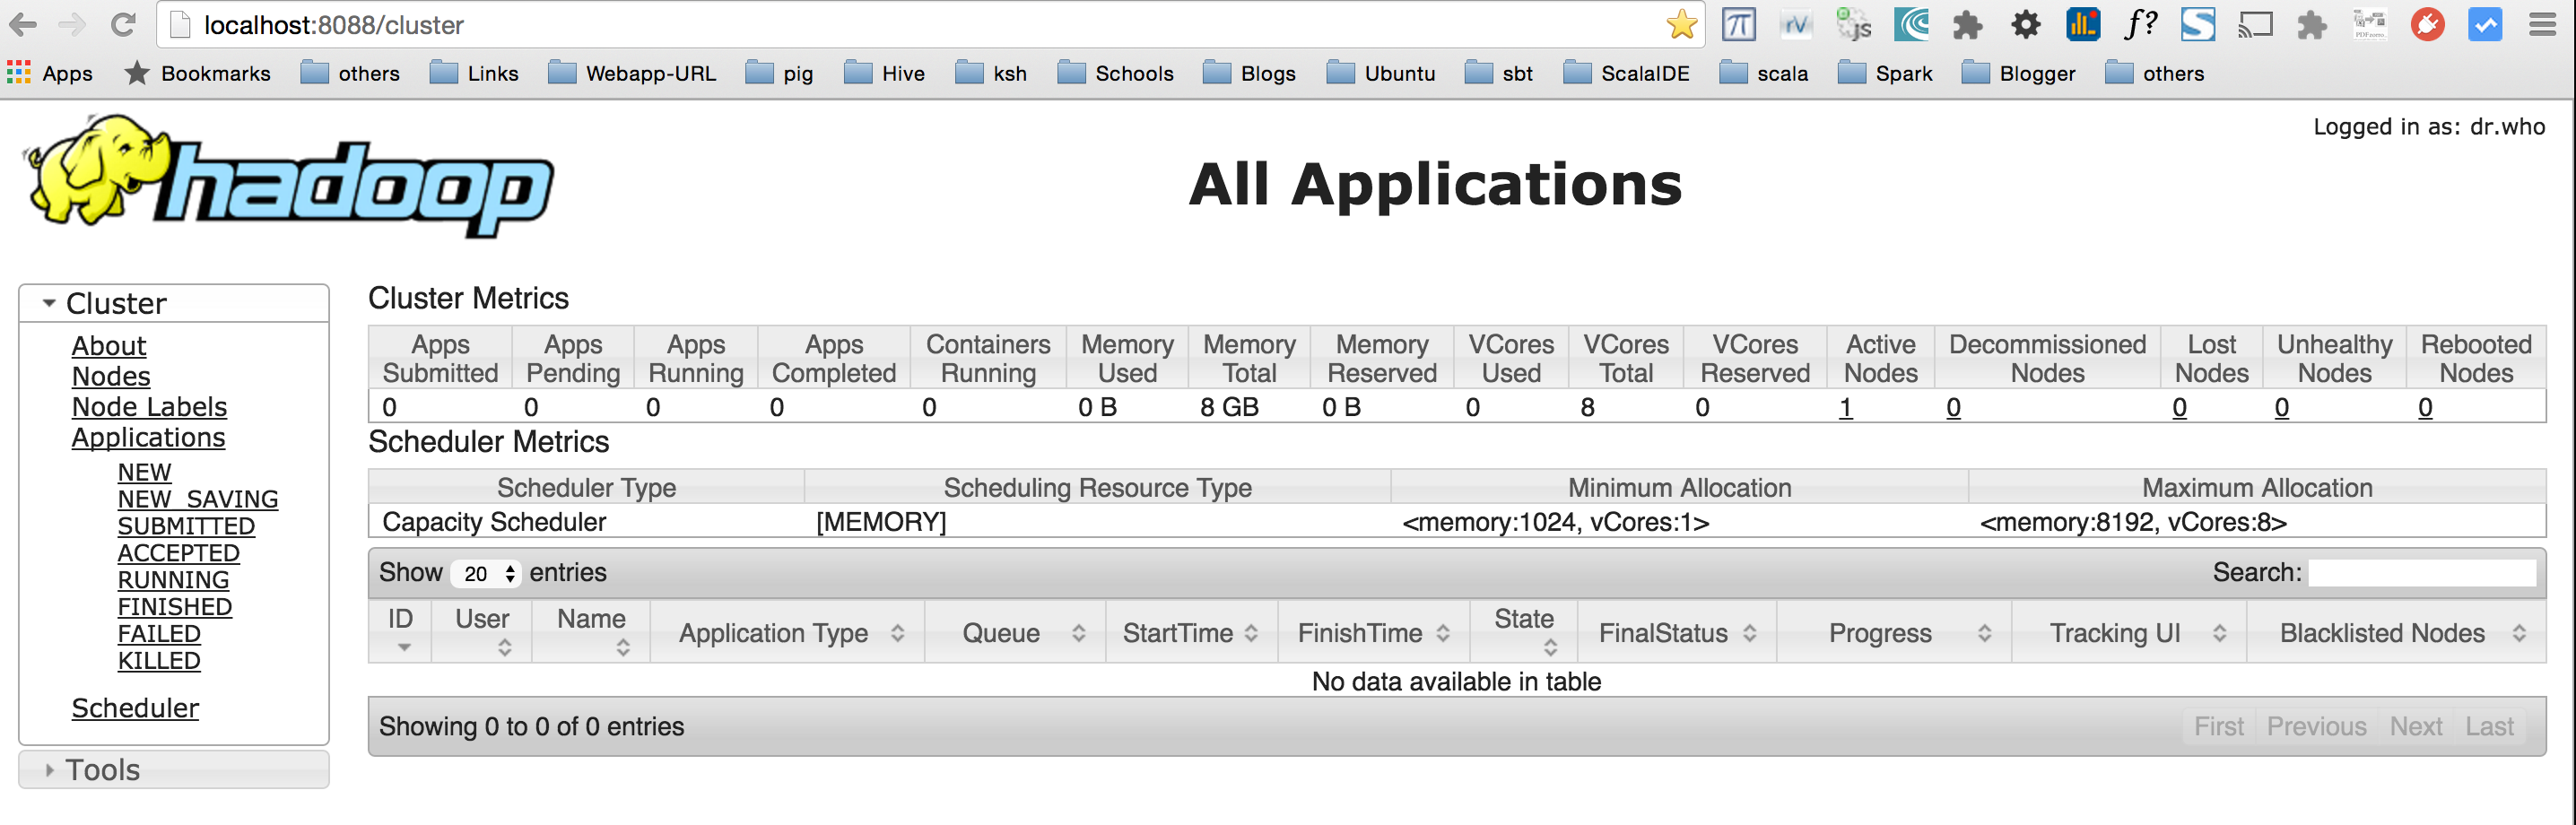 localhost:8088/cluster
Apps Bookmarks others Links Webapp-URL pig Hive ksh Schools Blogs Ubuntu sbt ScalaIDE scala Spark Blogger others
Logged in as: dr.who
hadoop
All Applications
Cluster
About
Nodes
Node Labels
Applications
NEW
NEW_SAVING
SUBMITTED
ACCEPTED
RUNNING
FINISHED
FAILED
KILLED
Scheduler
Tools
Cluster Metrics
Apps Submitted Apps Pending Apps Running Apps Completed Containers Running Memory Used Memory Total Memory Reserved VCores Used VCores Total VCores Reserved Active Nodes Decommissioned Nodes Lost Nodes Unhealthy Nodes Rebooted Nodes
0 0 0 0 0 0 B 8 GB 0 B 0 8 0 1 0 0 0 0
Scheduler Metrics
Scheduler Type Scheduling Resource Type Minimum Allocation Maximum Allocation
Capacity Scheduler [MEMORY] <memory:1024, vCores:1> <memory:8192, vCores:8>
Show 20 entries Search:
ID User Name Application Type Queue StartTime FinishTime State FinalStatus Progress Tracking UI Blacklisted Nodes
No data available in table
Showing 0 to 0 of 0 entries First Previous Next Last